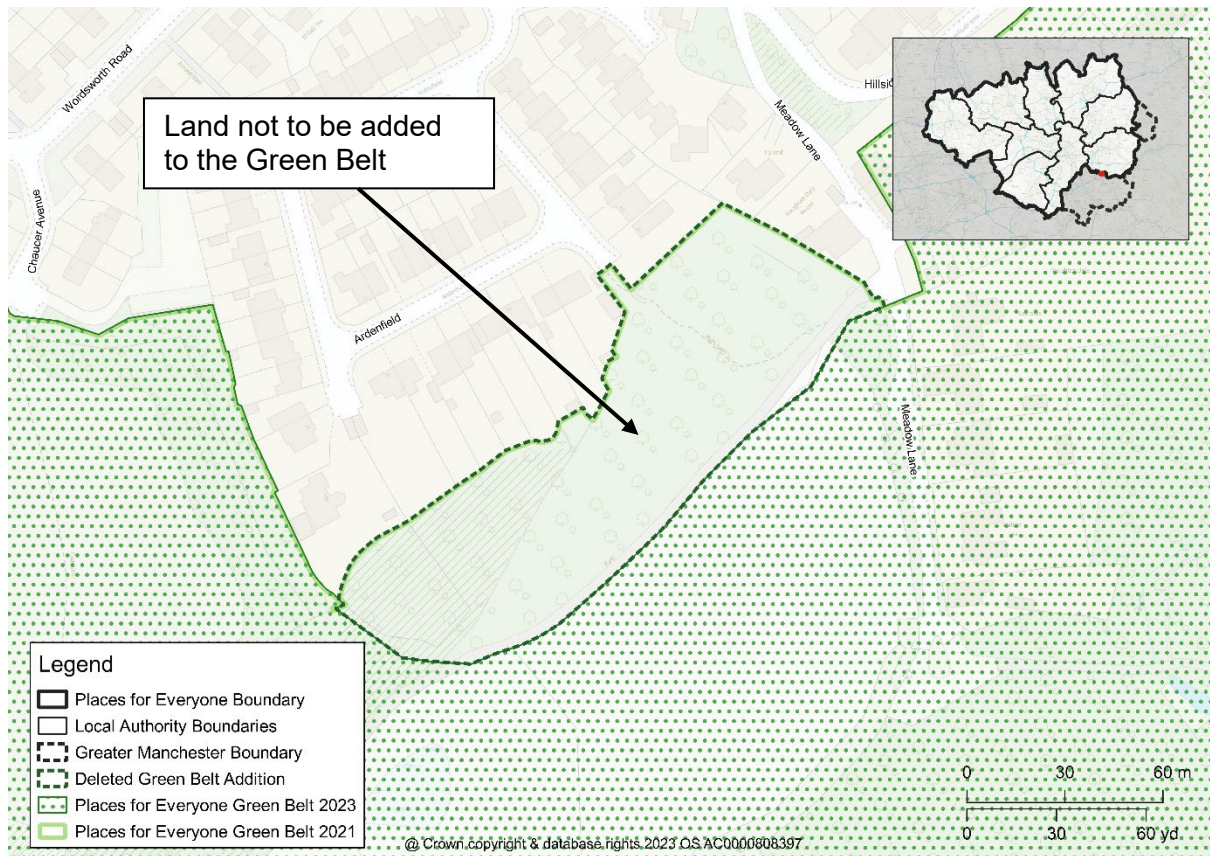 Wordsworth Road
Land not to be added
to the Green Belt
Meadow Lane
Hillsi
Chaucer Avenue
Ardenfield
Meadow Lane
Path
Legend
Places for Everyone Boundary
Local Authority Boundaries
Greater Manchester Boundary
Deleted Green Belt Addition
Places for Everyone Green Belt 2023
Places for Everyone Green Belt 2021
0 30 60 m
0 30 60 yd
@ Crown copyright & database rights 2023 OS AC0000808397